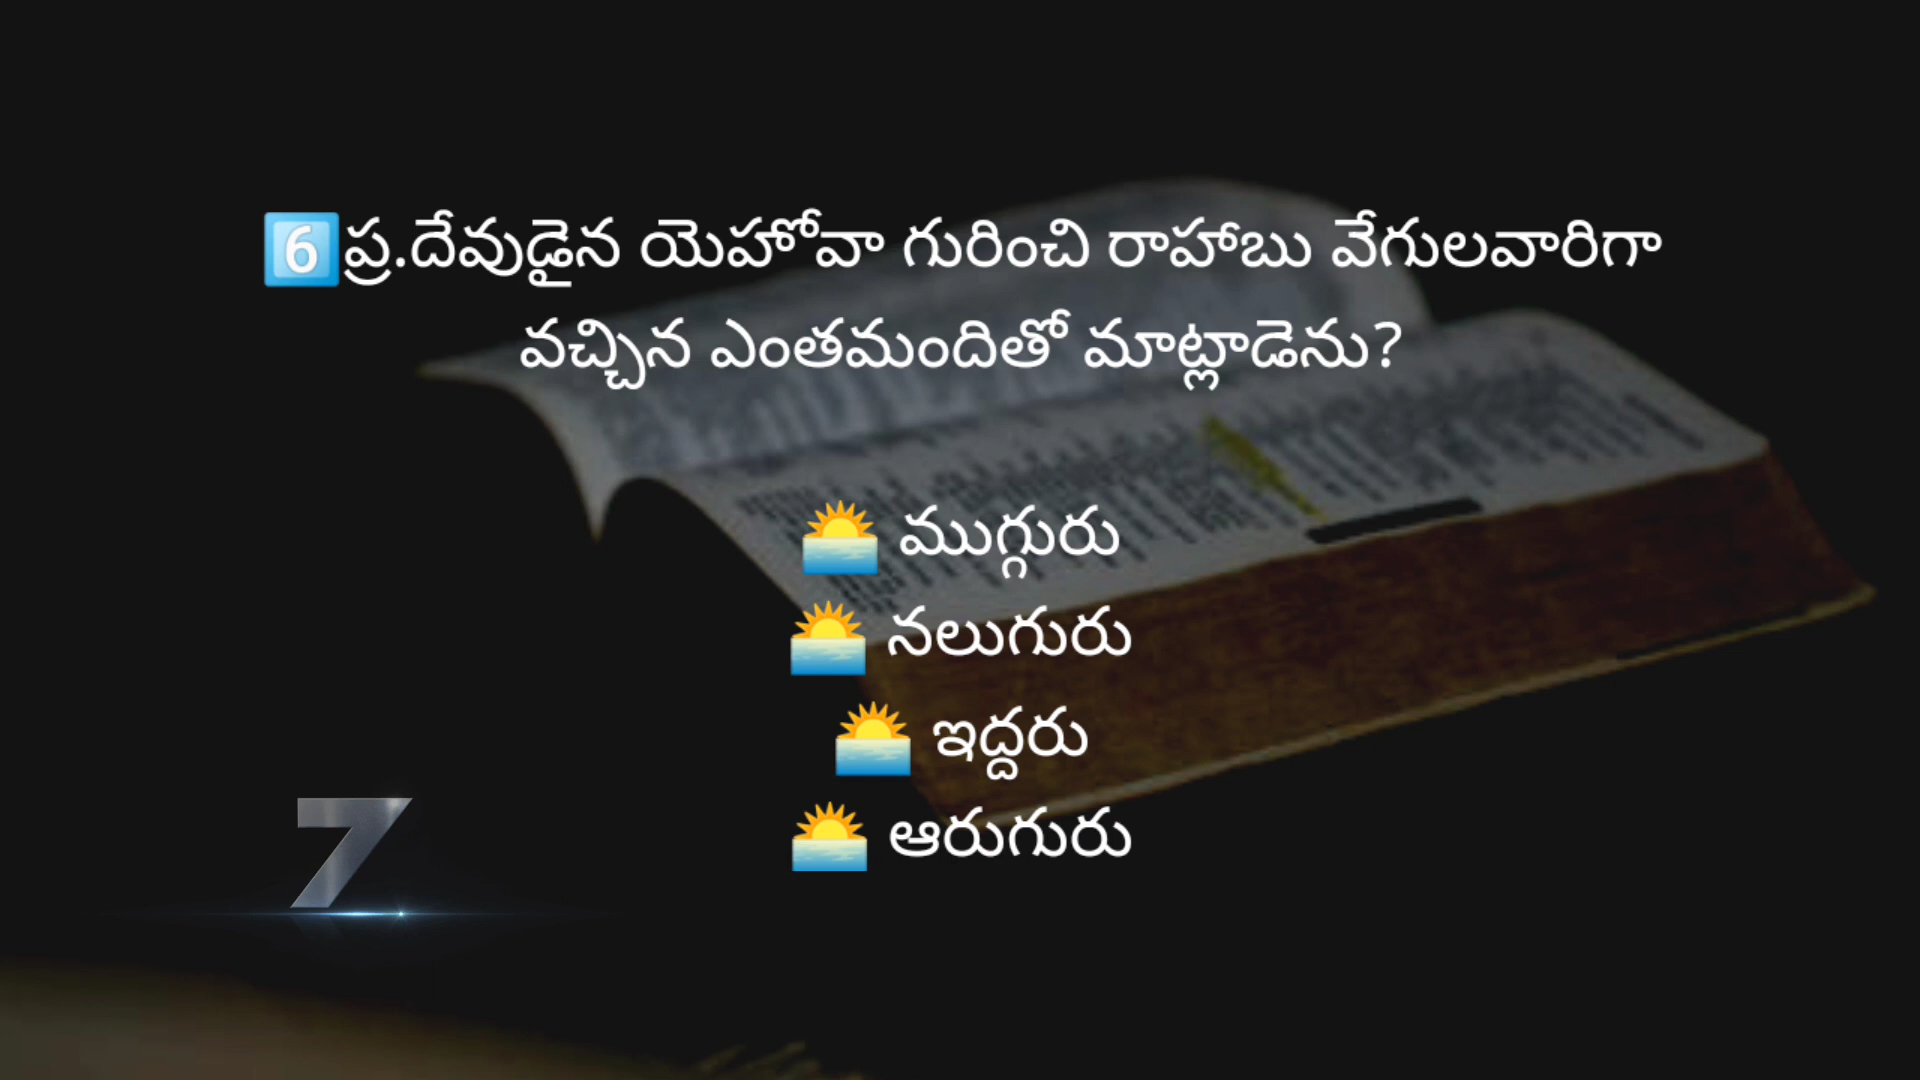 6️⃣ప్ర.దేవుడైన యెహోవా గురించి రాహాబు వేగులవారిగా
వచ్చిన ఎంతమందితో మాట్లాడెను?
🌅 ముగ్గురు
🌅 నలుగురు
🌅 ఇద్దరు
🌅 ఆరుగురు
7